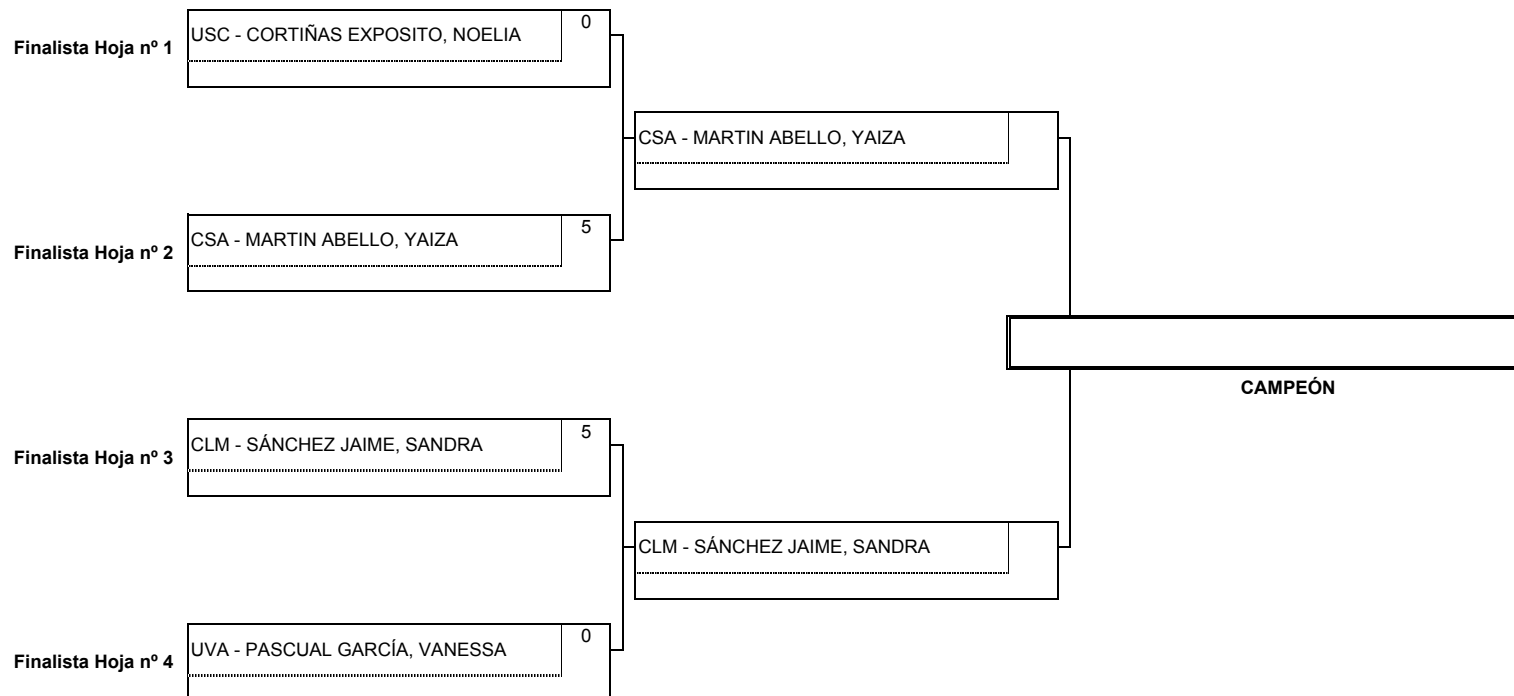 Finalista Hoja nº 1
USC - CORTIÑAS EXPOSITO, NOELIA
0
CSA - MARTIN ABELLO, YAIZA
Finalista Hoja nº 2
CSA - MARTIN ABELLO, YAIZA
5
CAMPEÓN
Finalista Hoja nº 3
CLM - SÁNCHEZ JAIME, SANDRA
5
CLM - SÁNCHEZ JAIME, SANDRA
Finalista Hoja nº 4
UVA - PASCUAL GARCÍA, VANESSA
0